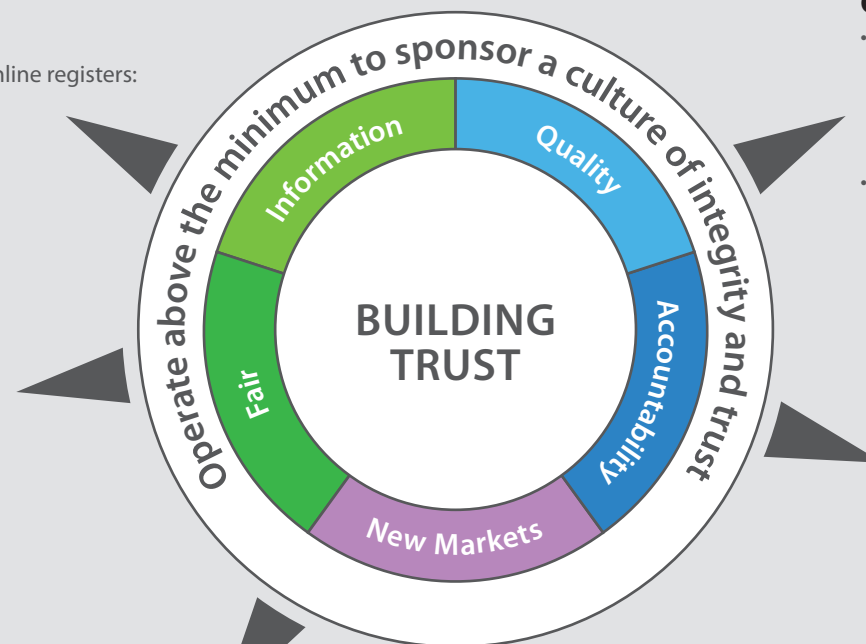 nline registers:
Operate above the minimum to sponsor a culture of integrity and trust
Information
Quality
Fair
Accountability
New Markets
BUILDING
TRUST